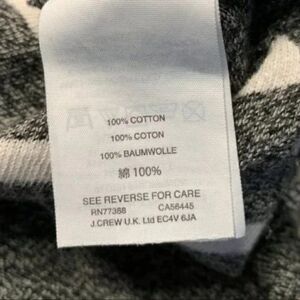 100% COTTON
100% COTON
100% BAUMWOLLE
綿 100%
SEE REVERSE FOR CARE
RN77388 CA56445
J.CREW U.K. Ltd EC4V 6JA